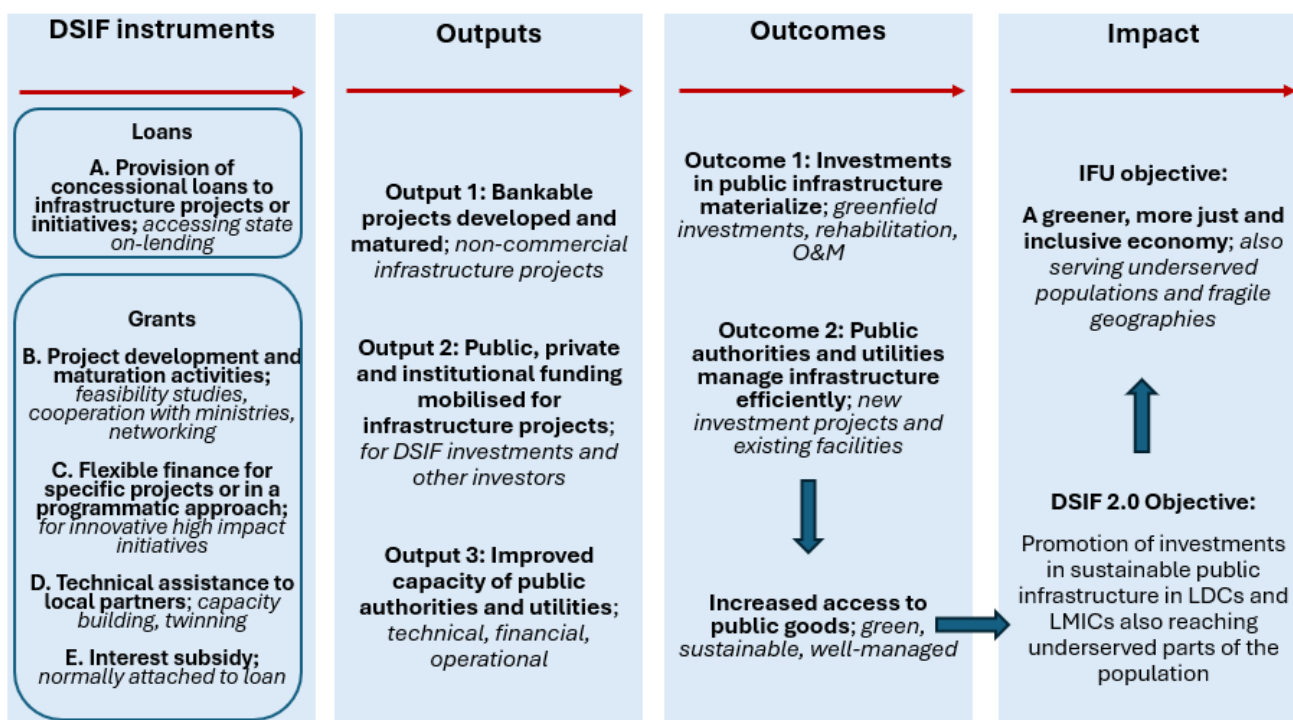 DSIF instruments
Loans
A. Provision of
concessional loans to
infrastructure projects or
initiatives; accessing state
on-lending
Grants
B. Project development and
maturation activities;
feasibility studies,
cooperation with ministries,
networking
C. Flexible finance for
specific projects or in a
programmatic approach;
for innovative high impact
initiatives
D. Technical assistance to
local partners; capacity
building, twinning
E. Interest subsidy;
normally attached to loan
Outputs
Output 1: Bankable
projects developed and
matured; non-commercial
infrastructure projects
Output 2: Public, private
and institutional funding
mobilised for
infrastructure projects;
for DSIF investments and
other investors
Output 3: Improved
capacity of public
authorities and utilities;
technical, financial,
operational
Outcomes
Outcome 1: Investments
in public infrastructure
materialize; greenfield
investments, rehabilitation,
O&M
Outcome 2: Public
authorities and utilities
manage infrastructure
efficiently; new
investment projects and
existing facilities
Increased access to
public goods; green,
sustainable, well-managed
Impact
IFU objective:
A greener, more just and
inclusive economy; also
serving underserved
populations and fragile
geographies
DSIF 2.0 Objective:
Promotion of investments
in sustainable public
infrastructure in LDCs and
LMICs also reaching
underserved parts of the
population